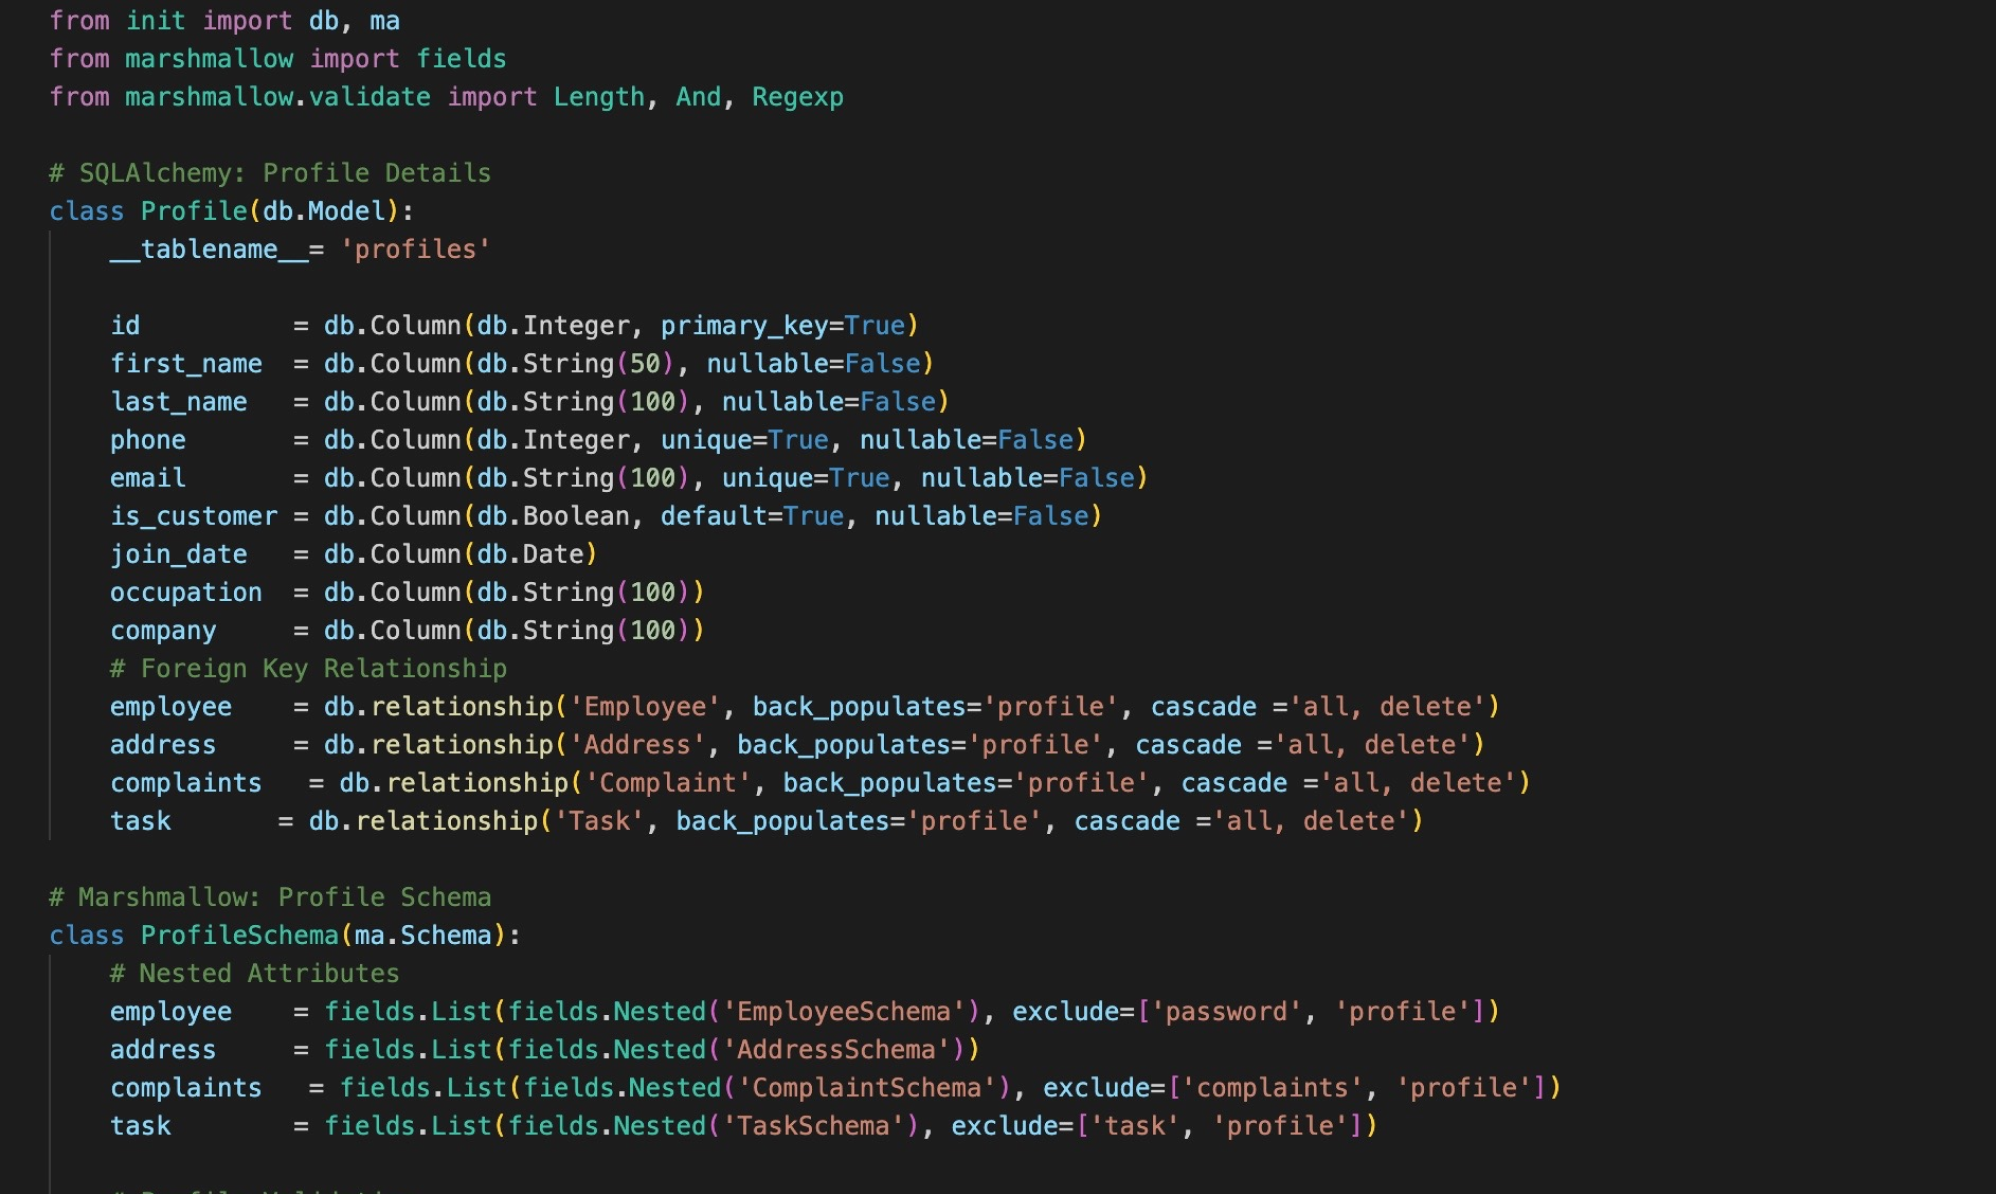 from init import db, ma
from marshmallow import fields
from marshmallow.validate import Length, And, Regexp

# SQLAlchemy: Profile Details
class Profile(db.Model):
    __tablename__= 'profiles'

    id          = db.Column(db.Integer, primary_key=True)
    first_name  = db.Column(db.String(50), nullable=False)
    last_name   = db.Column(db.String(100), nullable=False)
    phone       = db.Column(db.Integer, unique=True, nullable=False)
    email       = db.Column(db.String(100), unique=True, nullable=False)
    is_customer = db.Column(db.Boolean, default=True, nullable=False)
    join_date   = db.Column(db.Date)
    occupation  = db.Column(db.String(100))
    company     = db.Column(db.String(100))
    # Foreign Key Relationship
    employee    = db.relationship('Employee', back_populates='profile', cascade ='all, delete')
    address     = db.relationship('Address', back_populates='profile', cascade ='all, delete')
    complaints   = db.relationship('Complaint', back_populates='profile', cascade ='all, delete')
    task       = db.relationship('Task', back_populates='profile', cascade ='all, delete')

# Marshmallow: Profile Schema
class ProfileSchema(ma.Schema):
    # Nested Attributes
    employee    = fields.List(fields.Nested('EmployeeSchema'), exclude=['password', 'profile'])
    address     = fields.List(fields.Nested('AddressSchema'))
    complaints   = fields.List(fields.Nested('ComplaintSchema'), exclude=['complaints', 'profile'])
    task        = fields.List(fields.Nested('TaskSchema'), exclude=['task', 'profile'])